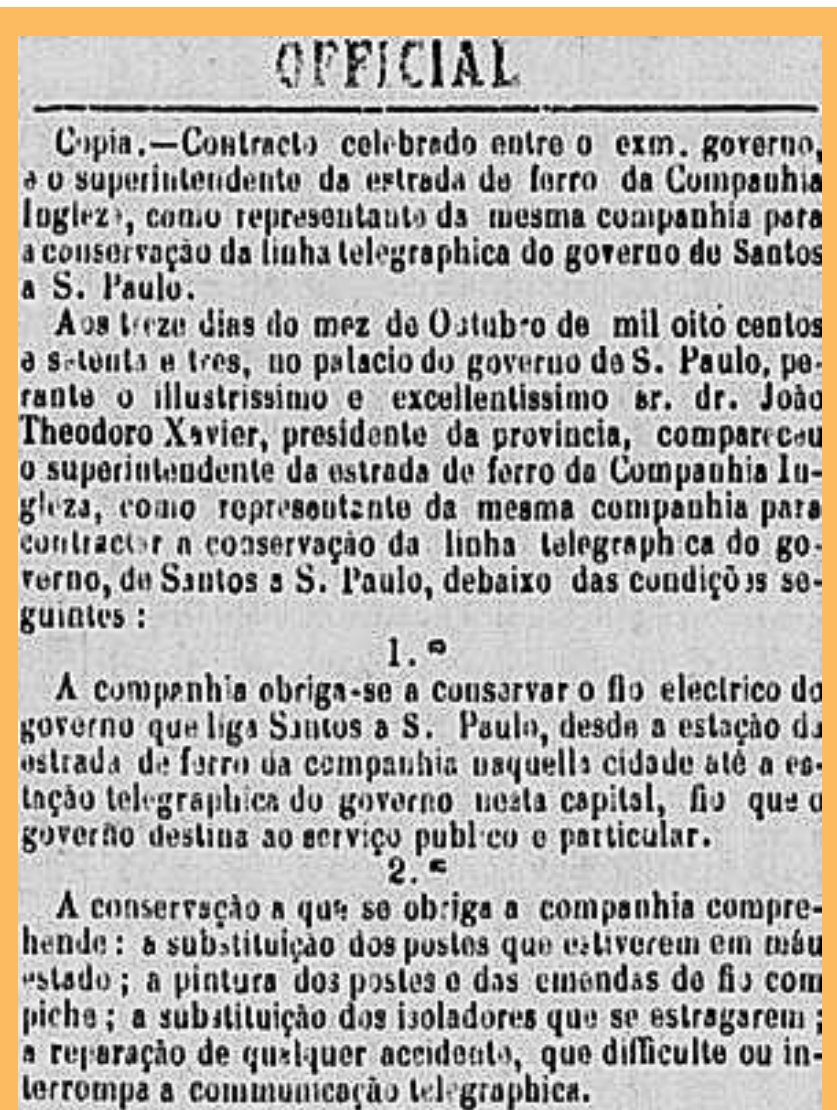 OFFICIAL
Copia.—Contracto celebrado entre o exm. governo,
e o superintendente da estrada de ferro da Companhia
Ingleza, como representante da mesma companhia para
a conservação da linha telegraphica do governo de Santos
a S. Paulo.
Aos treze dias do mez de Outubro de mil oito centos
e setenta e tres, no palacio do governo de S. Paulo, pe-
rante o illustrissimo e excellentissimo sr. dr. João
Theodoro Xavier, presidente da provincia, compareceu
o superintendente da estrada de ferro da Companhia In-
gleza, como representante da mesma companhia para
contractar a conservação da linha telegraphica do go-
verno, de Santos a S. Paulo, debaixo das condições se-
guintes :
1.ª
A companhia obriga-se a conservar o fio electrico do
governo que liga Santos a S. Paulo, desde a estação da
estrada de ferro da companhia naquella cidade até a es-
tação telegraphica do governo nesta capital, fio que o
governo destina ao serviço publico e particular.
2.ª
A conservação a que se obriga a companhia compre-
hende : a substituição dos postes que estiverem em máu
estado ; a pintura dos postes e das emendas do fio com
piche ; a substituição dos isoladores que se estragarem ;
a reparação de qualquer accidente, que difficulte ou in-
terrompa a communicação telegraphica.